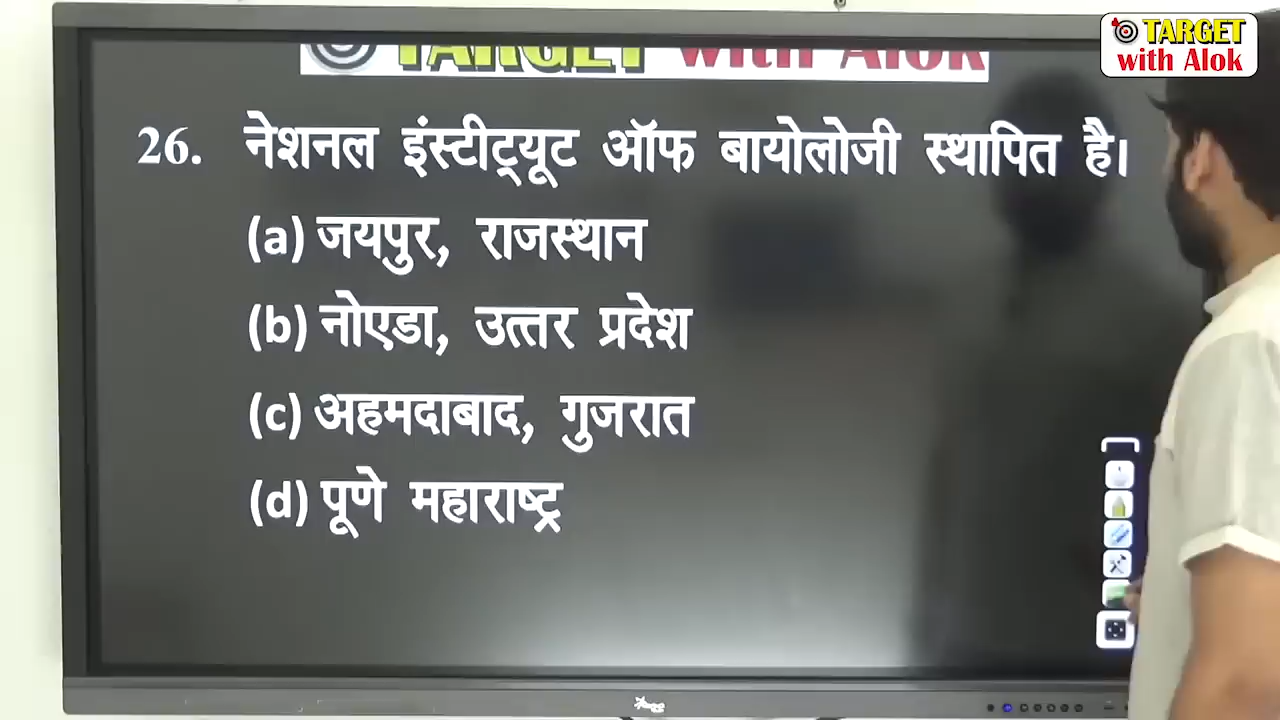 TARGET
with Alok
TARGET with Alok
26. नेशनल इंस्टीट्यूट ऑफ बायोलोजी स्थापित है।
(a) जयपुर, राजस्थान
(b) नोएडा, उत्तर प्रदेश
(c) अहमदाबाद, गुजरात
(d) पूणे महाराष्ट्र